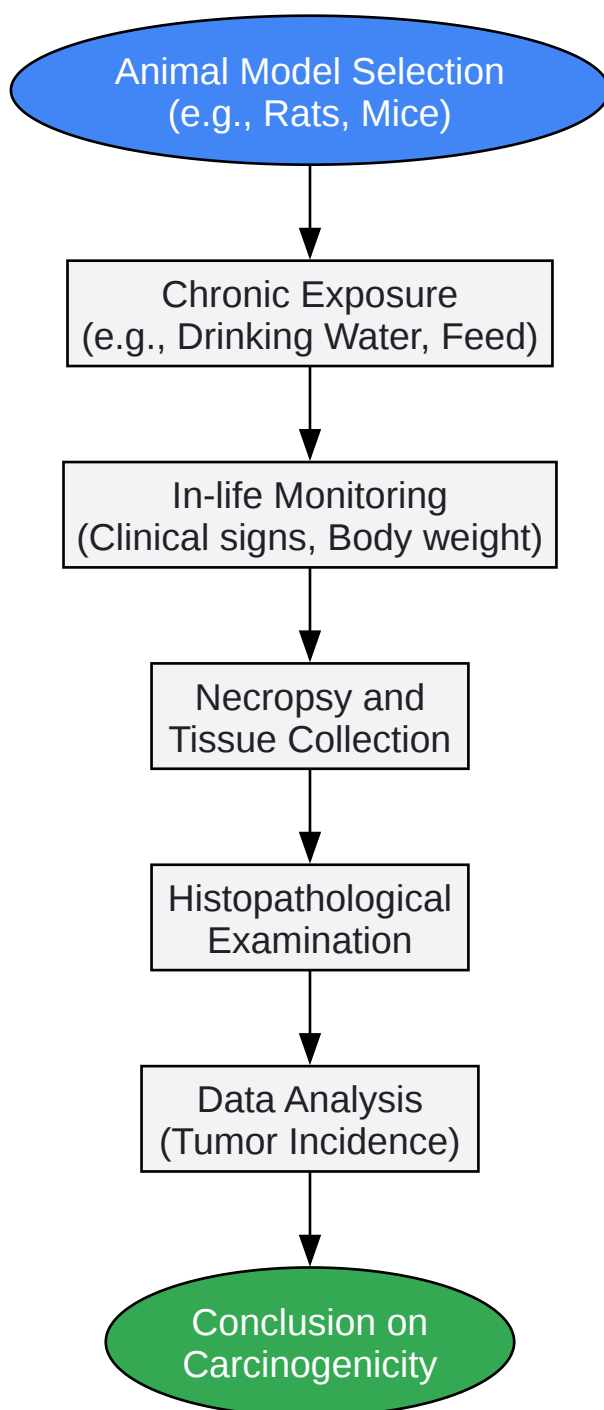 Animal Model Selection
(e.g., Rats, Mice)
Chronic Exposure
(e.g., Drinking Water, Feed)
In-life Monitoring
(Clinical signs, Body weight)
Necropsy and
Tissue Collection
Histopathological
Examination
Data Analysis
(Tumor Incidence)
Conclusion on
Carcinogenicity